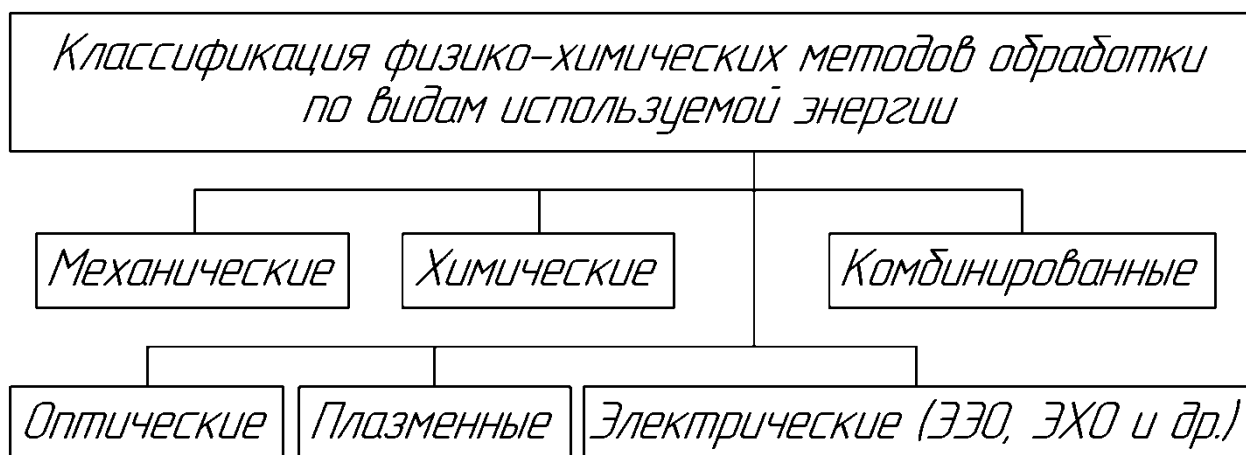 Классификация физико-химических методов обработки
по видам используемой энергии
Механические
Химические
Комбинированные
Оптические
Плазменные
Электрические (ЭЭО, ЭХО и др.)